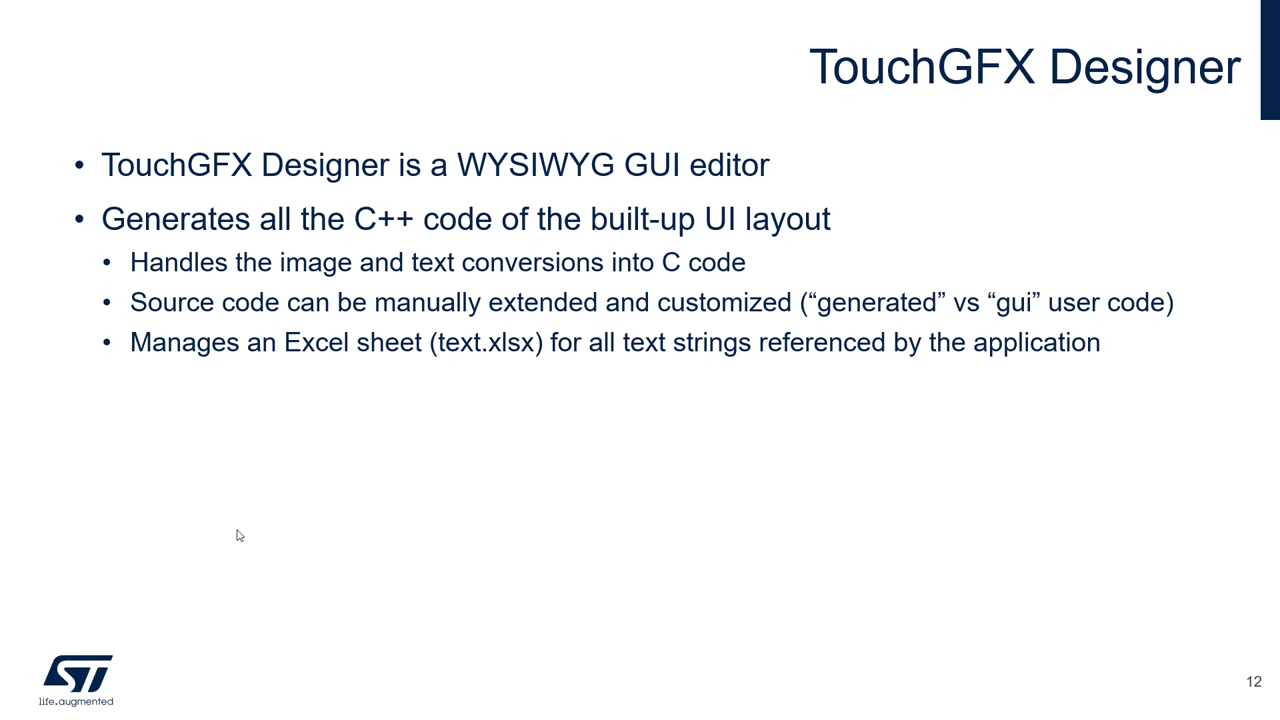 TouchGFX Designer
• TouchGFX Designer is a WYSIWYG GUI editor
• Generates all the C++ code of the built-up UI layout
• Handles the image and text conversions into C code
• Source code can be manually extended and customized (“generated” vs “gui” user code)
• Manages an Excel sheet (text.xlsx) for all text strings referenced by the application
ST
life.augmented
12